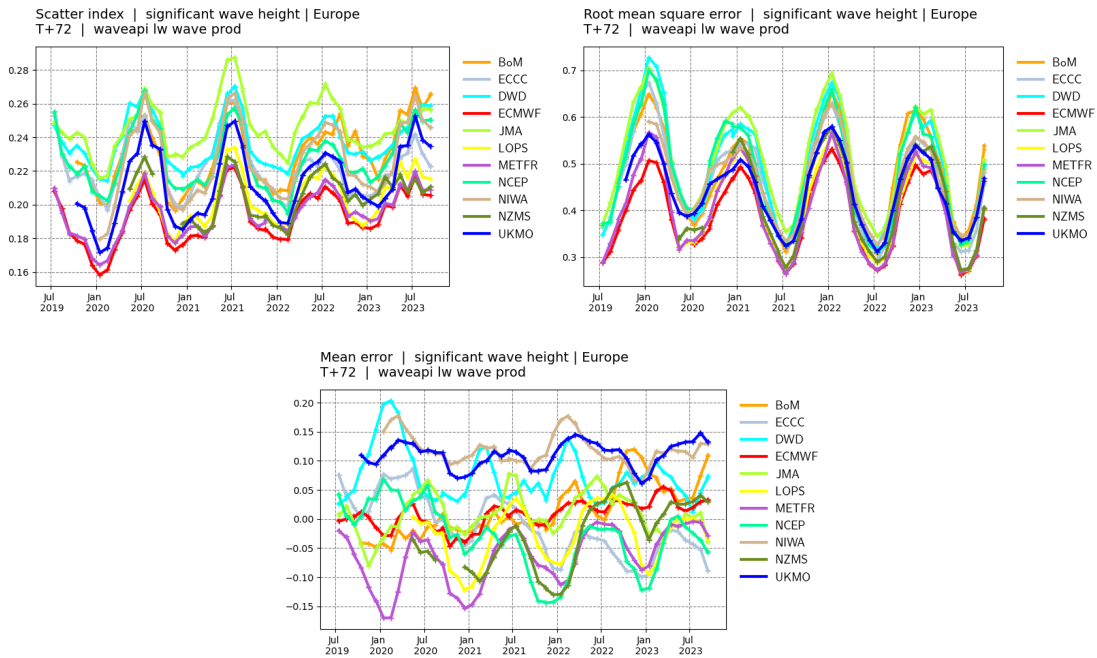 Scatter index | significant wave height | Europe
T+72 | waveapi lw wave prod
0.28
0.26
0.24
0.22
0.20
0.18
0.16
Jul 2019
Jan 2020
Jul 2020
Jan 2021
Jul 2021
Jan 2022
Jul 2022
Jan 2023
Jul 2023
BoM
ECCC
DWD
ECMWF
JMA
LOPS
METFR
NCEP
NIWA
NZMS
UKMO
Root mean square error | significant wave height | Europe
T+72 | waveapi lw wave prod
0.7
0.6
0.5
0.4
0.3
Jul 2019
Jan 2020
Jul 2020
Jan 2021
Jul 2021
Jan 2022
Jul 2022
Jan 2023
Jul 2023
BoM
ECCC
DWD
ECMWF
JMA
LOPS
METFR
NCEP
NIWA
NZMS
UKMO
Mean error | significant wave height | Europe
T+72 | waveapi lw wave prod
0.20
0.15
0.10
0.05
0.00
−0.05
−0.10
−0.15
Jul 2019
Jan 2020
Jul 2020
Jan 2021
Jul 2021
Jan 2022
Jul 2022
Jan 2023
Jul 2023
BoM
ECCC
DWD
ECMWF
JMA
LOPS
METFR
NCEP
NIWA
NZMS
UKMO